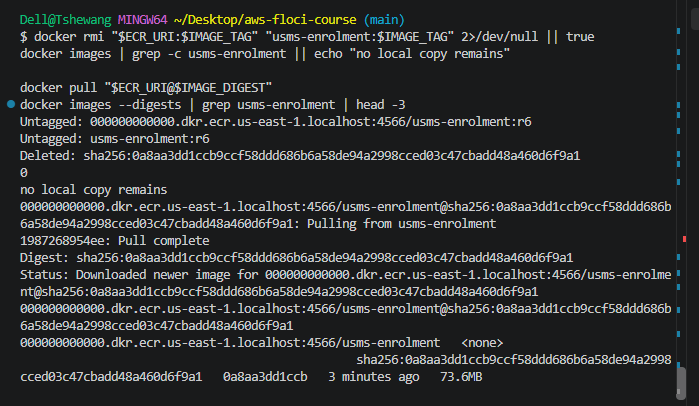 Dell@Tshewang MINGW64 ~/Desktop/aws-floci-course (main)
$ docker rmi "$ECR_URI:$IMAGE_TAG" "usms-enrolment:$IMAGE_TAG" 2>/dev/null || true
docker images | grep -c usms-enrolment || echo "no local copy remains"
docker pull "$ECR_URI@$IMAGE_DIGEST"
docker images --digests | grep usms-enrolment | head -3
Untagged: 000000000000.dkr.ecr.us-east-1.localhost:4566/usms-enrolment:r6
Untagged: usms-enrolment:r6
Deleted: sha256:0a8aa3dd1ccb9ccf58ddd686b6a58de94a2998cced03c47cbadd48a460d6f9a1
0
no local copy remains
000000000000.dkr.ecr.us-east-1.localhost:4566/usms-enrolment@sha256:0a8aa3dd1ccb9ccf58ddd686b
6a58de94a2998cced03c47cbadd48a460d6f9a1: Pulling from usms-enrolment
1987268954ee: Pull complete
Digest: sha256:0a8aa3dd1ccb9ccf58ddd686b6a58de94a2998cced03c47cbadd48a460d6f9a1
Status: Downloaded newer image for 000000000000.dkr.ecr.us-east-1.localhost:4566/usms-enrolme
nt@sha256:0a8aa3dd1ccb9ccf58ddd686b6a58de94a2998cced03c47cbadd48a460d6f9a1
000000000000.dkr.ecr.us-east-1.localhost:4566/usms-enrolment@sha256:0a8aa3dd1ccb9ccf58ddd686b
6a58de94a2998cced03c47cbadd48a460d6f9a1
000000000000.dkr.ecr.us-east-1.localhost:4566/usms-enrolment   <none>
sha256:0a8aa3dd1ccb9ccf58ddd686b6a58de94a2998
cced03c47cbadd48a460d6f9a1   0a8aa3dd1ccb   3 minutes ago   73.6MB